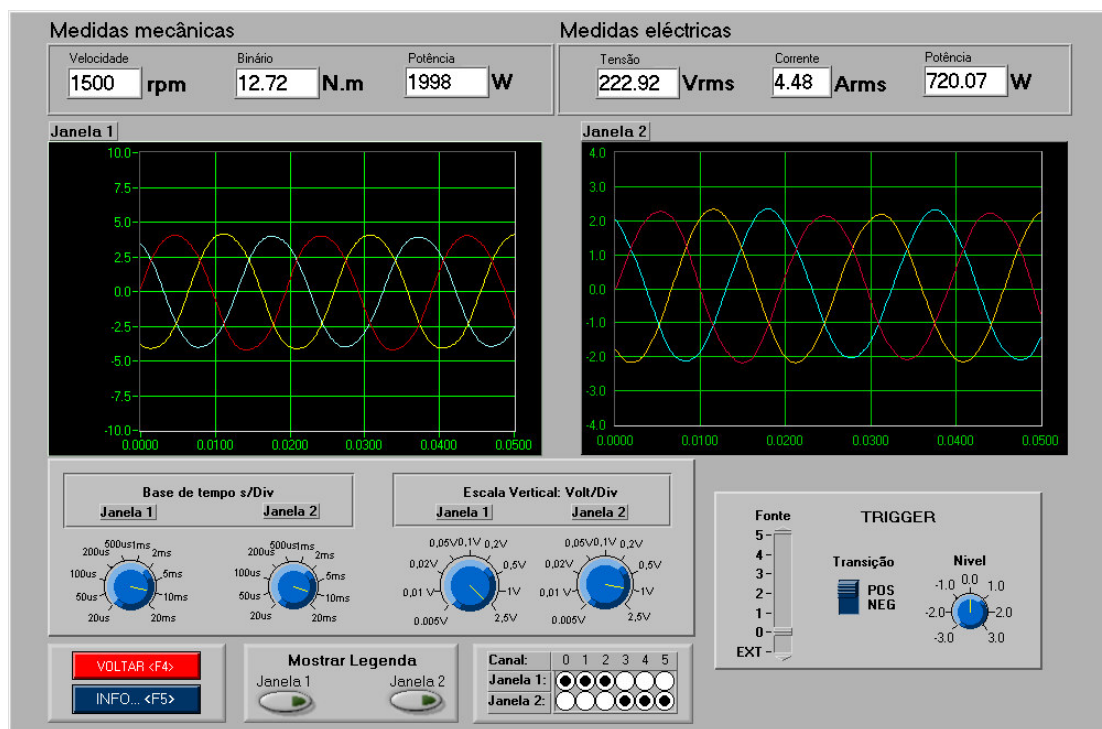 Medidas mecânicas
Velocidade Binário Potência
1500 rpm 12.72 N.m 1998 W
Medidas eléctricas
Tensão Corrente Potência
222.92 Vrms 4.48 Arms 720.07 W
Janela 1
10.0
7.5
5.0
2.5
0.0
-2.5
-5.0
-7.5
-10.0
0.0000 0.0100 0.0200 0.0300 0.0400 0.0500
Janela 2
4.0
3.0
2.0
1.0
0.0
-1.0
-2.0
-3.0
-4.0
0.0000 0.0100 0.0200 0.0300 0.0400 0.0500
Base de tempo s/Div
Janela 1 Janela 2
500us 1ms
200us 2ms
100us 5ms
50us 10ms
20us 20ms
500us 1ms
200us 2ms
100us 5ms
50us 10ms
20us 20ms
Escala Vertical: Volt/Div
Janela 1 Janela 2
0,05V 0,1V 0,2V
0,02V 0,5V
0,01 V 1V
0.005V 2,5V
0,05V 0,1V 0,2V
0,02V 0,5V
0,01 V 1V
0.005V 2,5V
Fonte
5
4
3
2
1
0
EXT
TRIGGER
Transição
POS
NEG
Nivel
-1.0 0.0 1.0
-2.0 2.0
-3.0 3.0
VOLTAR <F4>
INFO... <F5>
Mostrar Legenda
Janela 1 Janela 2
Canal: 0 1 2 3 4 5
Janela 1:
Janela 2: